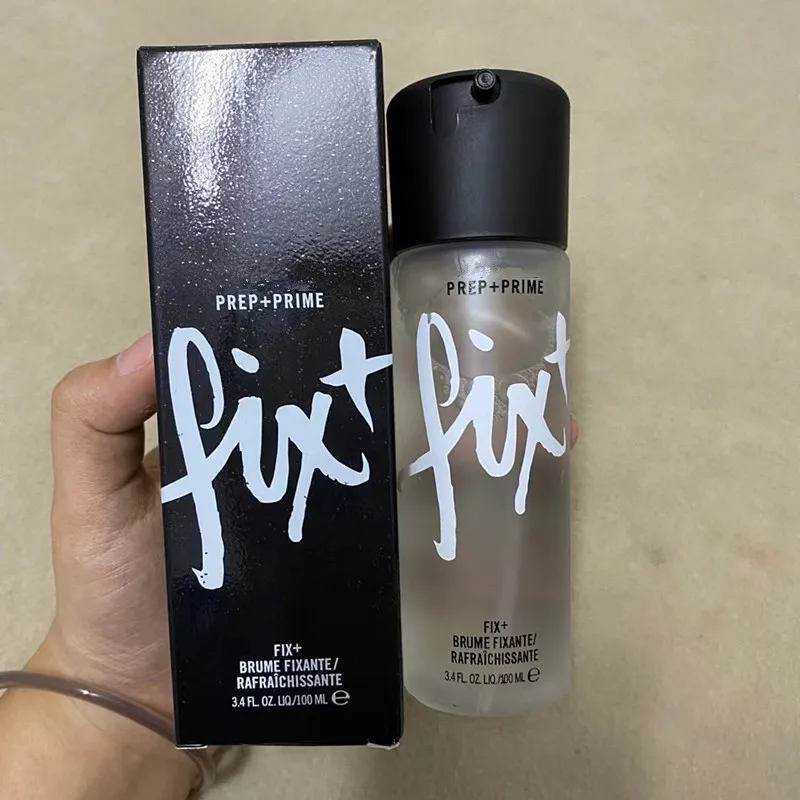 PREP+PRIME
fix+
FIX+
BRUME FIXANTE/
RAFRAÎCHISSANTE
3.4 FL. OZ. LIQ./100 ML ℮
PREP+PRIME
fix+
FIX+
BRUME FIXANTE/
RAFRAÎCHISSANTE
3.4 FL. OZ. LIQ./100 ML ℮